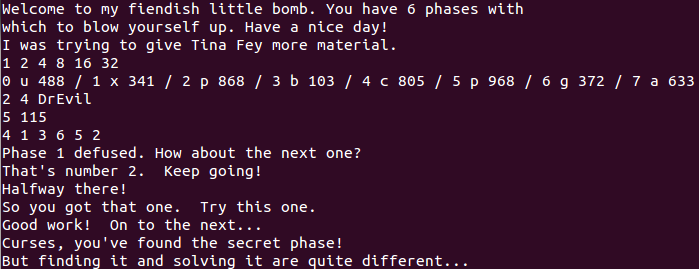 Welcome to my fiendish little bomb. You have 6 phases with
which to blow yourself up. Have a nice day!
I was trying to give Tina Fey more material.
1 2 4 8 16 32
0 u 488 / 1 x 341 / 2 p 868 / 3 b 103 / 4 c 805 / 5 p 968 / 6 g 372 / 7 a 633
2 4 DrEvil
5 115
4 1 3 6 5 2
Phase 1 defused. How about the next one?
That's number 2.  Keep going!
Halfway there!
So you got that one.  Try this one.
Good work!  On to the next...
Curses, you've found the secret phase!
But finding it and solving it are quite different...